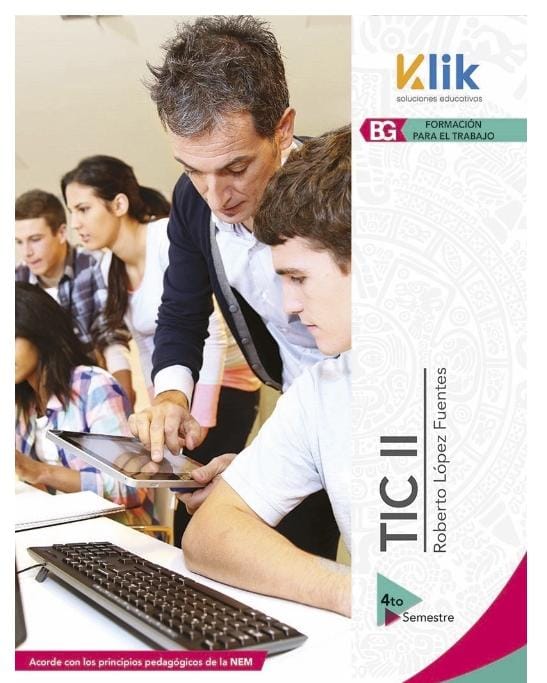 Klik
soluciones educativos
BG
FORMACIÓN
PARA EL TRABAJO
TIC II
Roberto López Fuentes
4to
Semestre
Acorde con los principios pedagógicos de la NEM